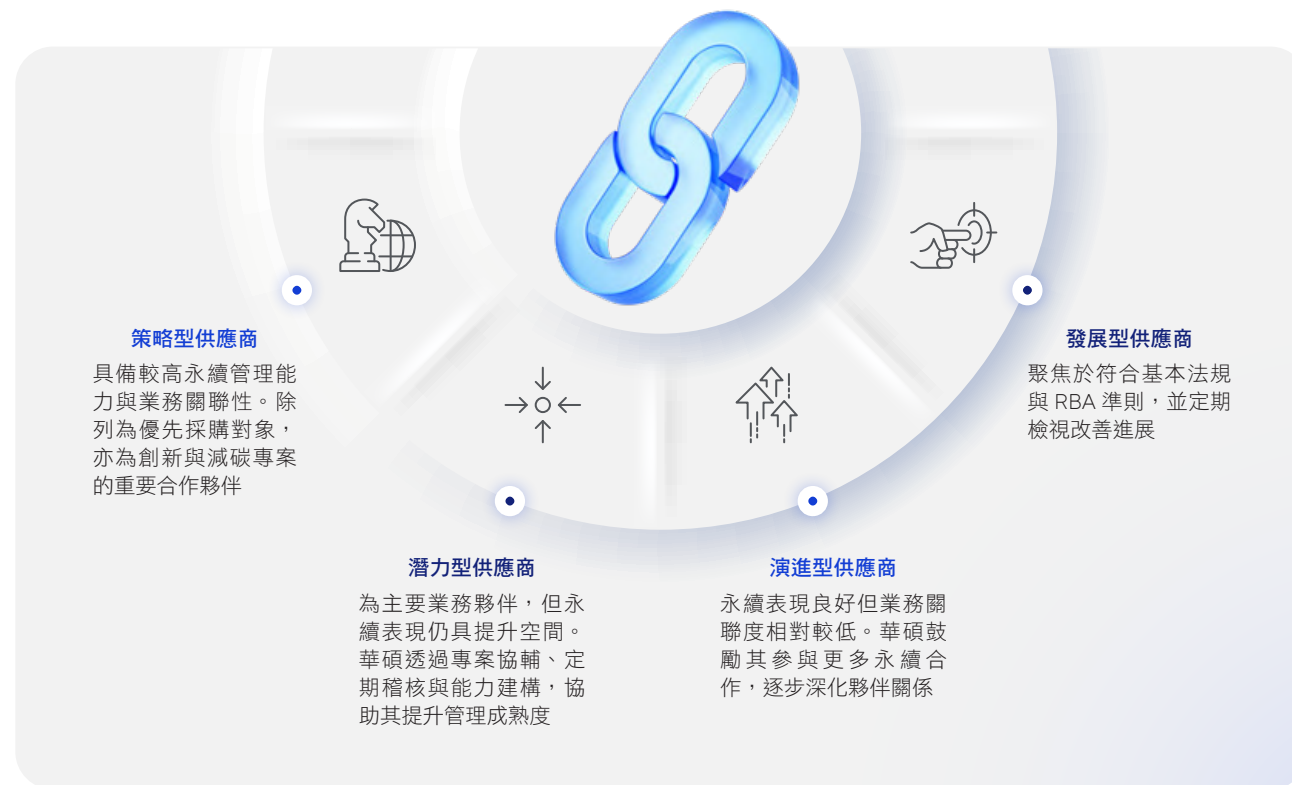 策略型供應商
具備較高永續管理能
力與業務關聯性。除
列為優先採購對象，
亦為創新與減碳專案
的重要合作夥伴
潛力型供應商
為主要業務夥伴，但永
續表現仍具提升空間。
華碩透過專案協輔、定
期稽核與能力建構，協
助其提升管理成熟度
演進型供應商
永續表現良好但業務關
聯度相對較低。華碩鼓
勵其參與更多永續合
作，逐步深化夥伴關係
發展型供應商
聚焦於符合基本法規
與 RBA 準則，並定期
檢視改善進展